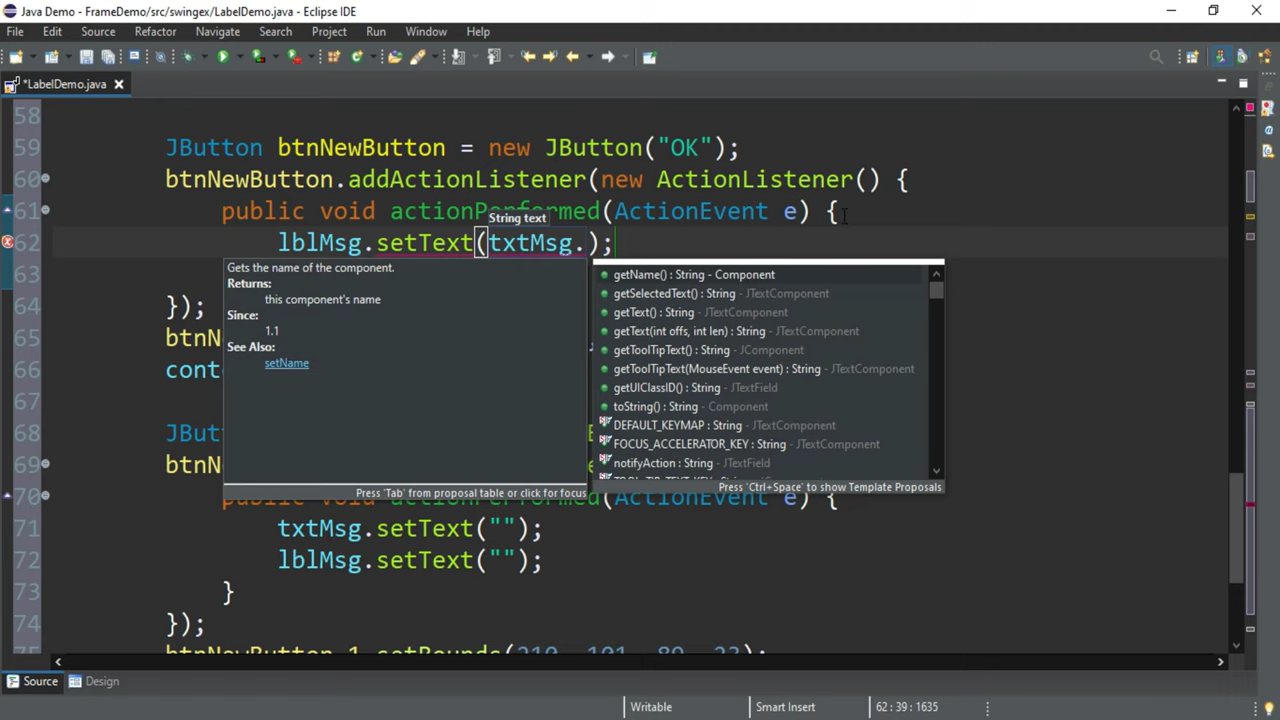 Java Demo - FrameDemo/src/swingex/LabelDemo.java - Eclipse IDE
File Edit Source Refactor Navigate Search Project Run Window Help
*LabelDemo.java
58
59 JButton btnNewButton = new JButton("OK");
60 btnNewButton.addActionListener(new ActionListener() {
61 public void actionPerformed(ActionEvent e) {
String text
62 lblMsg.setText(txtMsg.);
63
64 });
65 btnN
66 cont
68 JBut
69 btnN
70 public void actionPerformed(ActionEvent e) {
71 txtMsg.setText("");
72 lblMsg.setText("");
73 }
74 });
75 btnNewButton_1.setBounds(210, 101, 89, 23);
Gets the name of the component.
Returns:
this component's name
Since:
1.1
See Also:
setName
Press 'Tab' from proposal table or click for focus
getName() : String - Component
getSelectedText() : String - JTextComponent
getText() : String - JTextComponent
getText(int offs, int len) : String - JTextComponent
getToolTipText() : String - JComponent
getToolTipText(MouseEvent event) : String - JTextComponent
getUIClassID() : String - JTextField
toString() : String - Component
DEFAULT_KEYMAP : String - JTextComponent
FOCUS_ACCELERATOR_KEY : String - JTextComponent
notifyAction : String - JTextField
Press 'Ctrl+Space' to show Template Proposals
Source Design
Writable Smart Insert 62 : 39 : 1635